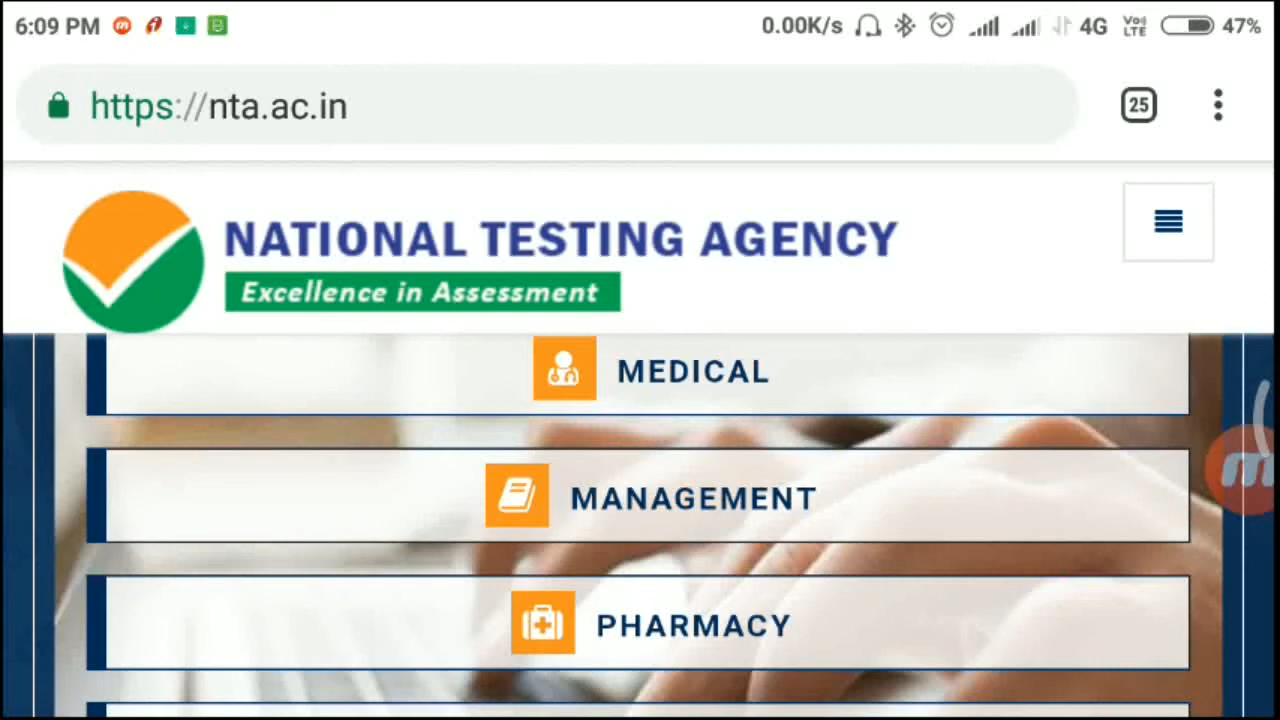 6:09 PM 0.00K/s 4G VoLTE 47%
https://nta.ac.in 25
NATIONAL TESTING AGENCY
Excellence in Assessment
MEDICAL
MANAGEMENT
PHARMACY